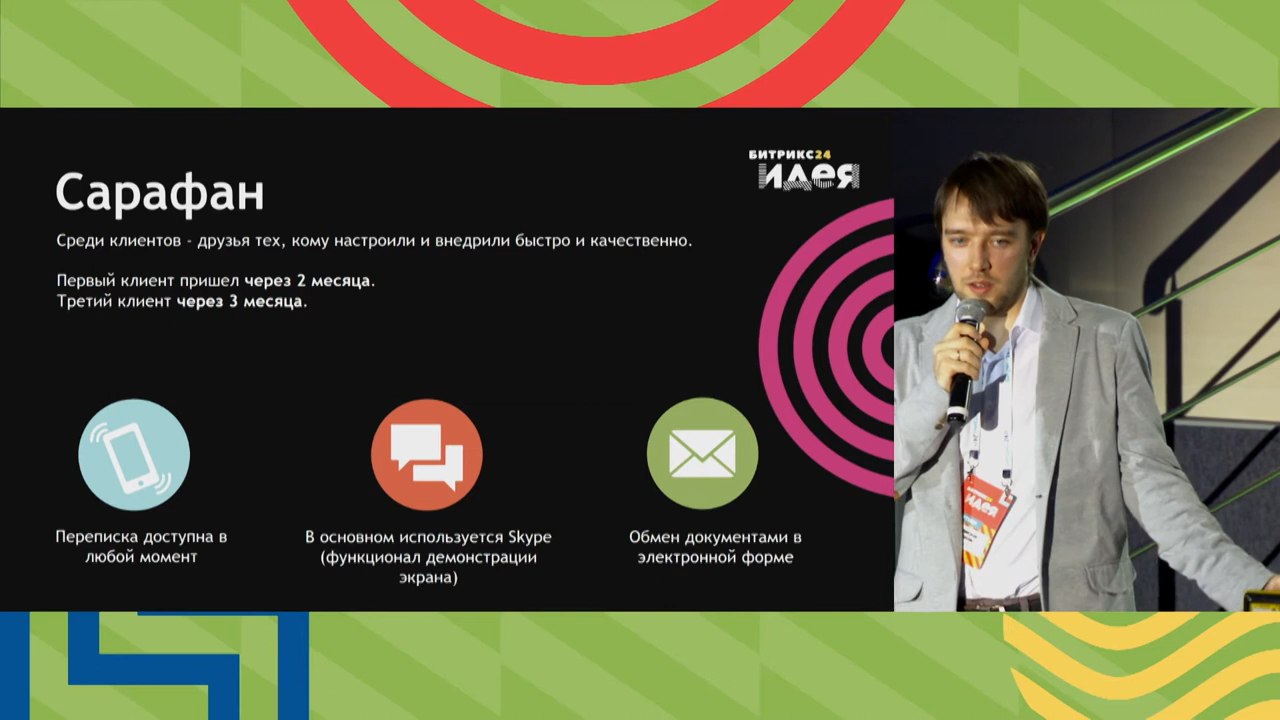 БИТРИКС24
идея
Сарафан
Среди клиентов - друзья тех, кому настроили и внедрили быстро и качественно.
Первый клиент пришел через 2 месяца.
Третий клиент через 3 месяца.
Переписка доступна в
любой момент
В основном используется Skype
(функционал демонстрации
экрана)
Обмен документами в
электронной форме
идея